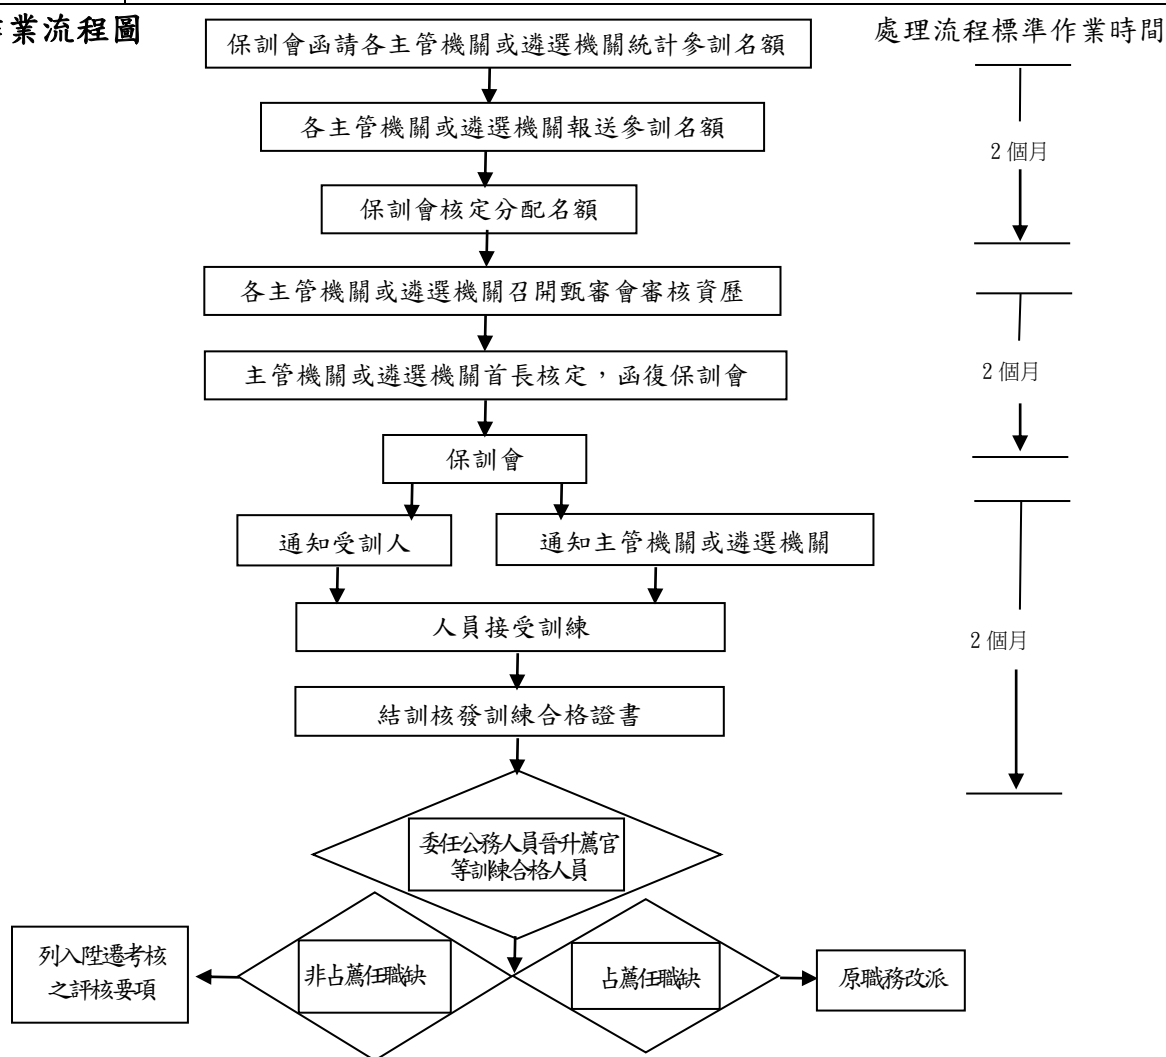 業流程圖
處理流程標準作業時間
保訓會函請各主管機關或遴選機關統計參訓名額
各主管機關或遴選機關報送參訓名額
2 個月
保訓會核定分配名額
各主管機關或遴選機關召開甄審會審核資歷
主管機關或遴選機關首長核定，函復保訓會
2 個月
保訓會
通知受訓人
通知主管機關或遴選機關
人員接受訓練
2 個月
結訓核發訓練合格證書
委任公務人員晉升薦官
等訓練合格人員
列入陞遷考核
之評核要項
非占薦任職缺
占薦任職缺
原職務改派